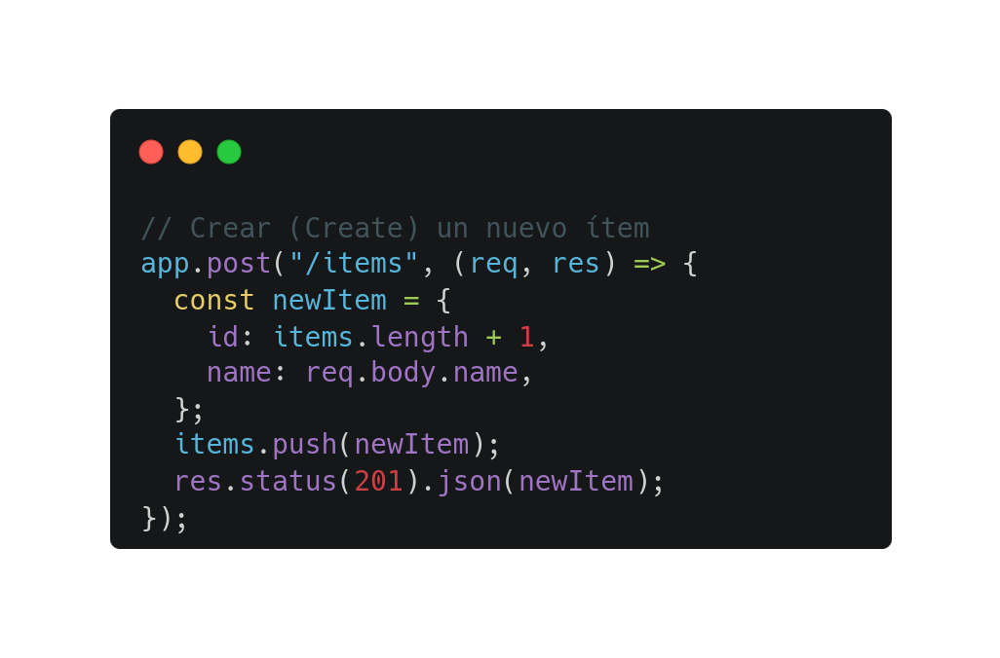 // Crear (Create) un nuevo ítem
app.post("/items", (req, res) => {
  const newItem = {
    id: items.length + 1,
    name: req.body.name,
  };
  items.push(newItem);
  res.status(201).json(newItem);
});